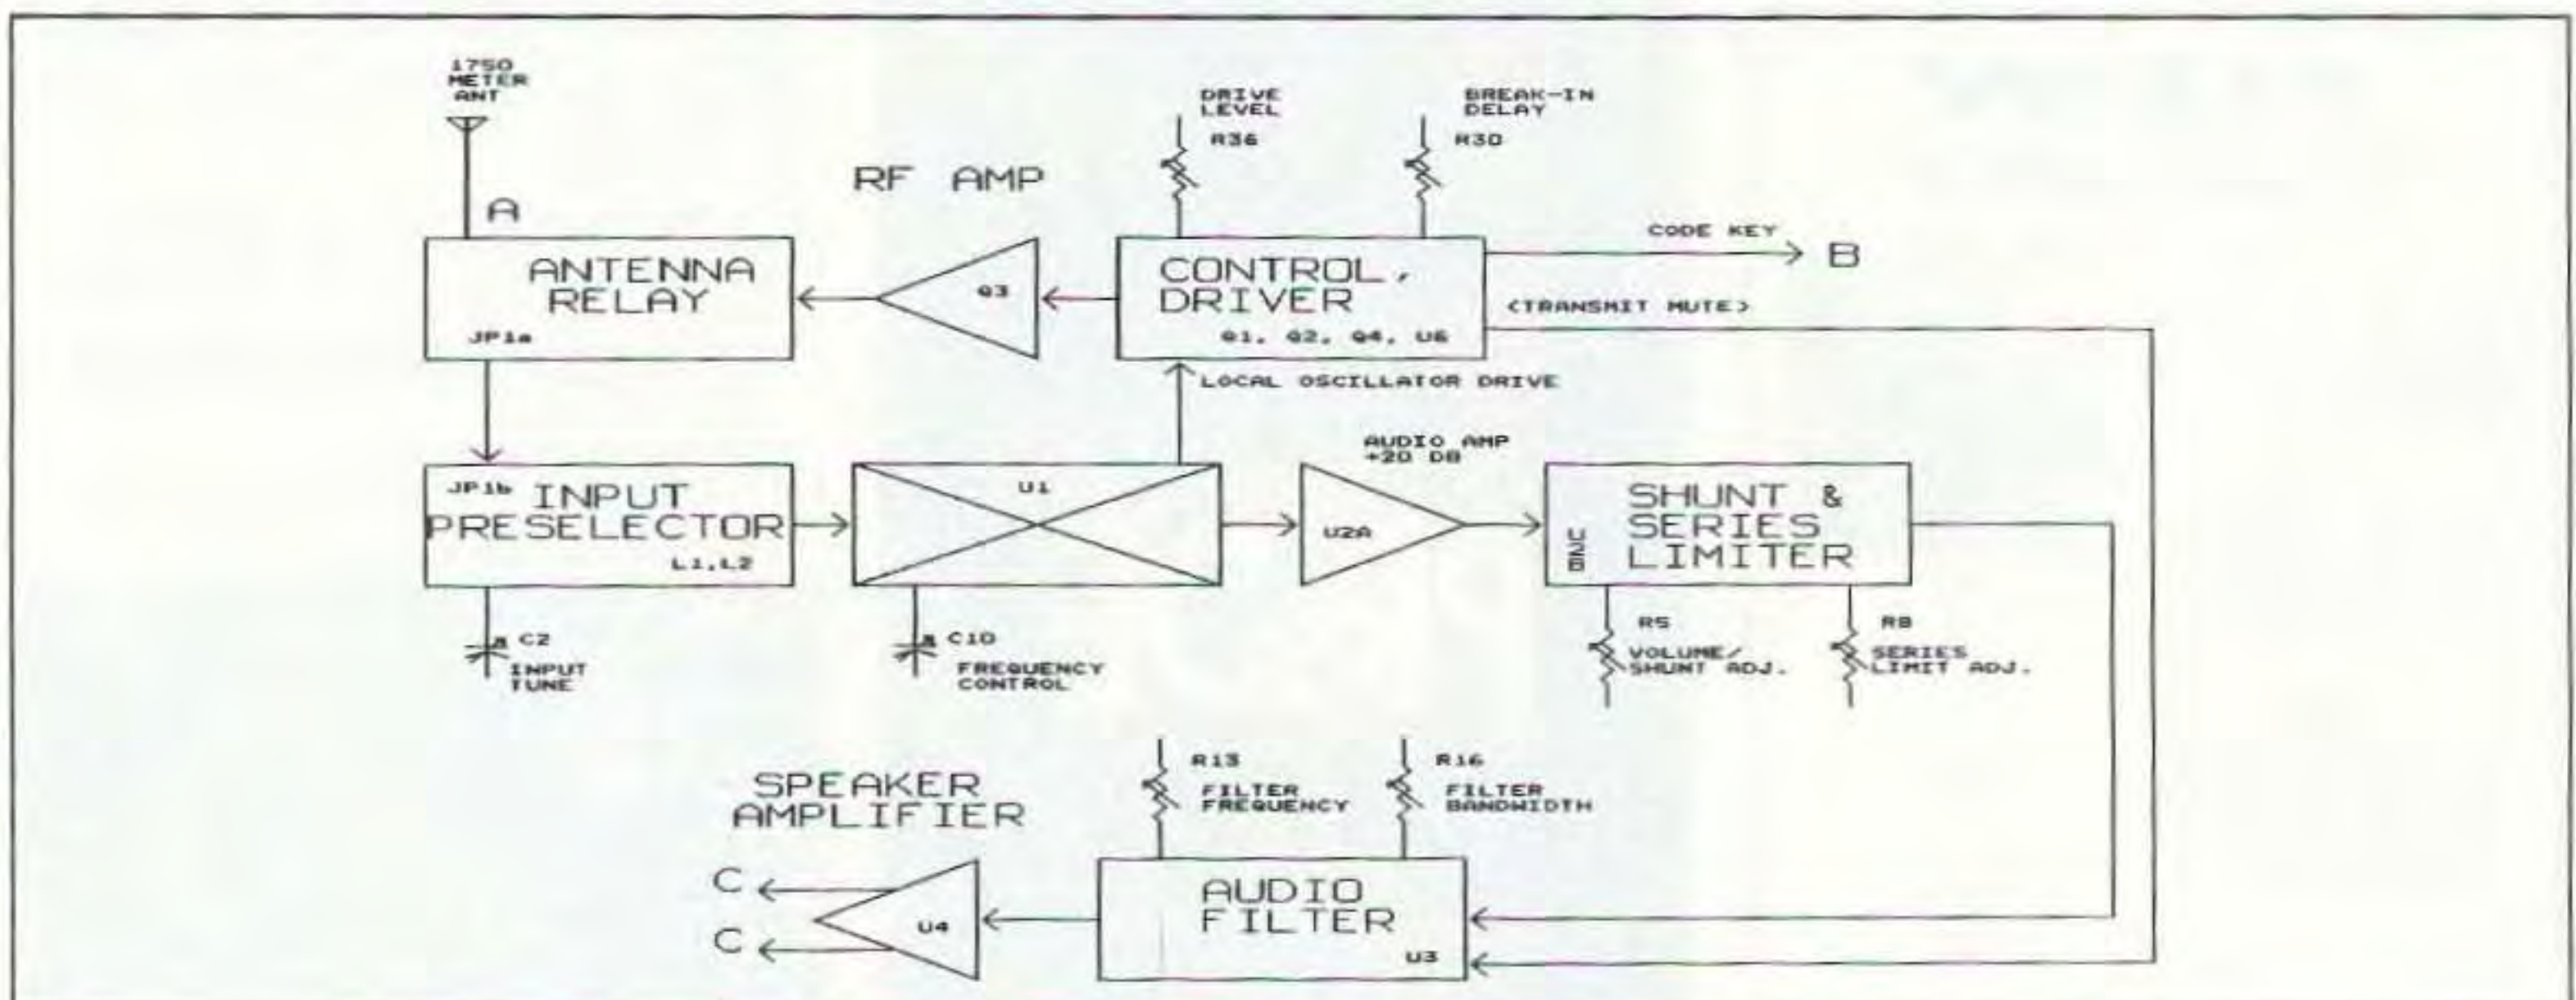 1750
METER
ANT
A
RF AMP
DRIVE
LEVEL
R36
BREAK-IN
DELAY
R30
ANTENNA
RELAY
JP1a
Q3
CONTROL,
DRIVER
Q1, Q2, Q4, U6
CODE KEY
B
<TRANSMIT MUTE>
LOCAL OSCILLATOR DRIVE
JP1b
INPUT
PRESELECTOR
L1,L2
U1
AUDIO AMP
+20 DB
U2A
U2B
SHUNT &
SERIES
LIMITER
C2
INPUT
TUNE
C10
FREQUENCY
CONTROL
R5
VOLUME/
SHUNT ADJ.
R8
SERIES
LIMIT ADJ.
SPEAKER
AMPLIFIER
R13
FILTER
FREQUENCY
R16
FILTER
BANDWIDTH
C
C
U4
AUDIO
FILTER
U3